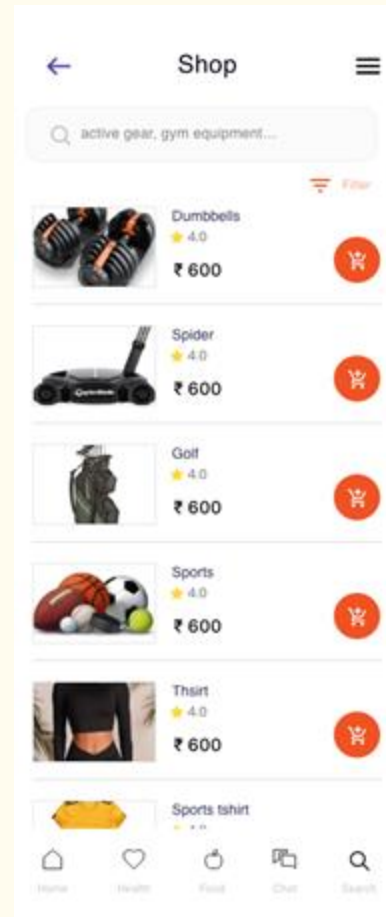 Shop
active gear, gym equipment...
Filter
Dumbbells
4.0
₹ 600
Spider
4.0
₹ 600
TaylorMade
Golf
4.0
₹ 600
Sports
4.0
₹ 600
Thsirt
4.0
₹ 600
Sports tshirt
Home
Health
Food
Chat
Search